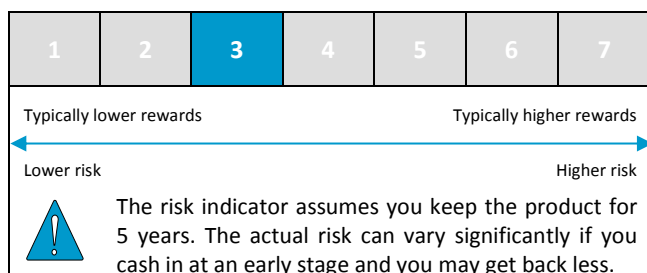 1 2 3 4 5 6 7
Typically lower rewards Typically higher rewards
Lower risk Higher risk
The risk indicator assumes you keep the product for
5 years. The actual risk can vary significantly if you
cash in at an early stage and you may get back less.